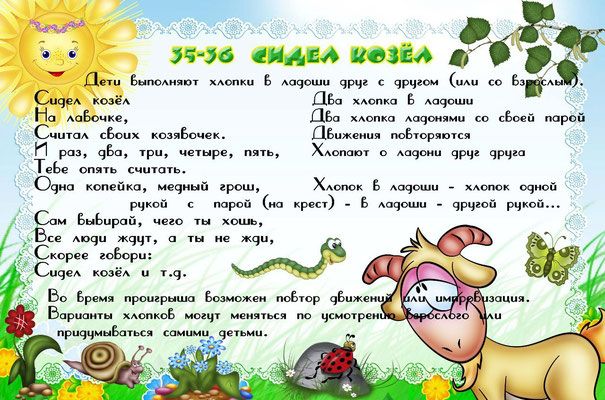 35-36 СИДЕЛ КОЗЁЛ
Дети выполняют хлопки в ладоши друг с другом (или со взрослым).
Сидел козёл Два хлопка в ладоши
На лавочке, Два хлопка ладонями со своей парой
Считал своих козявочек. Движения повторяются
И раз, два, три, четыре, пять, Хлопают о ладони друг друга
Тебе опять считать.
Одна копейка, медный грош, Хлопок в ладоши - хлопок одной
рукой с парой (на крест) - в ладоши - другой рукой...
Сам выбирай, чего ты хошь,
Все люди ждут, а ты не жди,
Скорее говори:
Сидел козёл и т.д.
Во время проигрыша возможен повтор движений или импровизация.
Варианты хлопков могут меняться по усмотрению взрослого или
придумываться самими детьми.